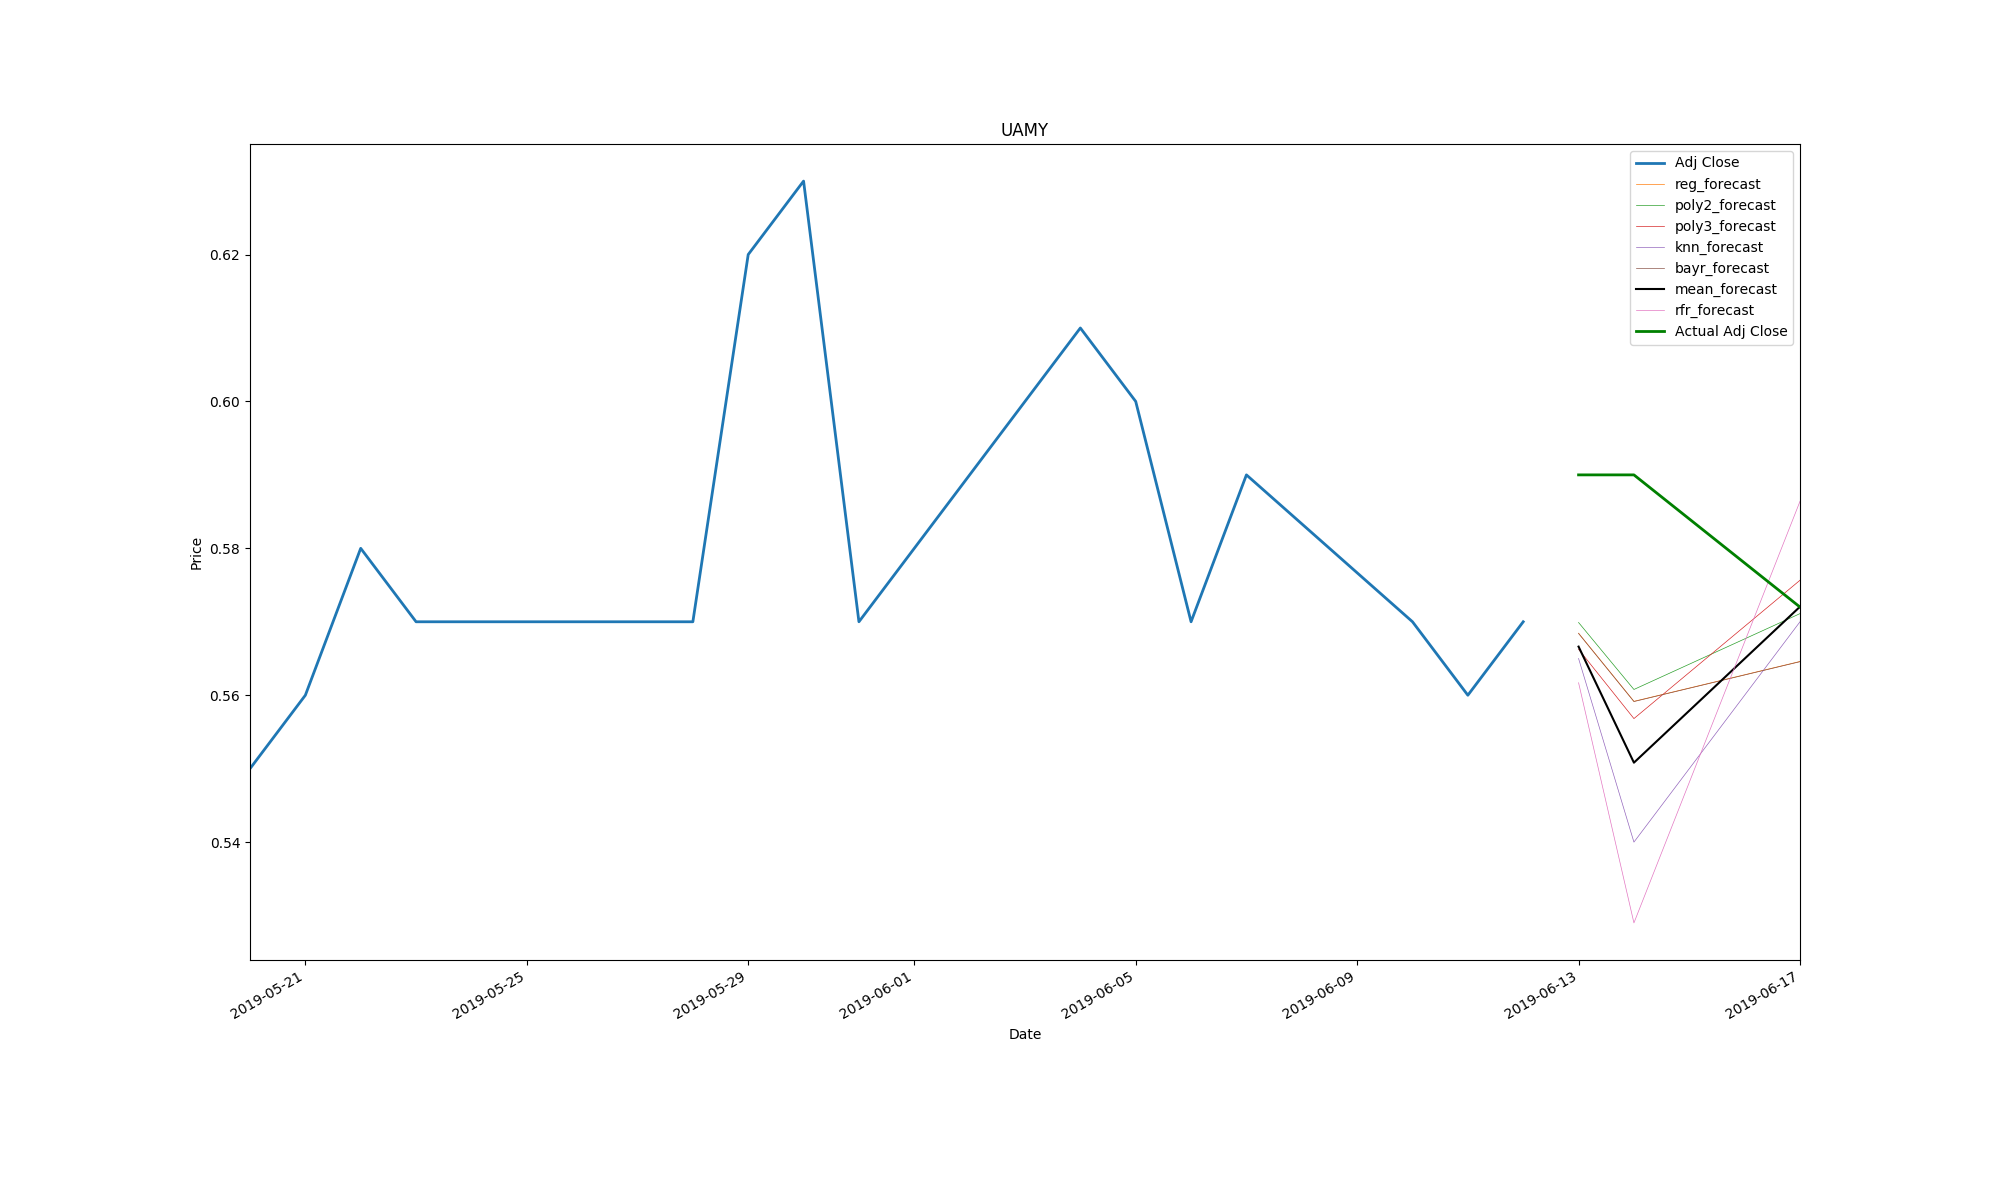 UAMY
Adj Close
reg_forecast
poly2_forecast
poly3_forecast
knn_forecast
bayr_forecast
mean_forecast
rfr_forecast
Actual Adj Close
0.62
0.60
0.58
0.56
0.54
Price
2019-05-21
2019-05-25
2019-05-29
2019-06-01
2019-06-05
2019-06-09
2019-06-13
2019-06-17
Date